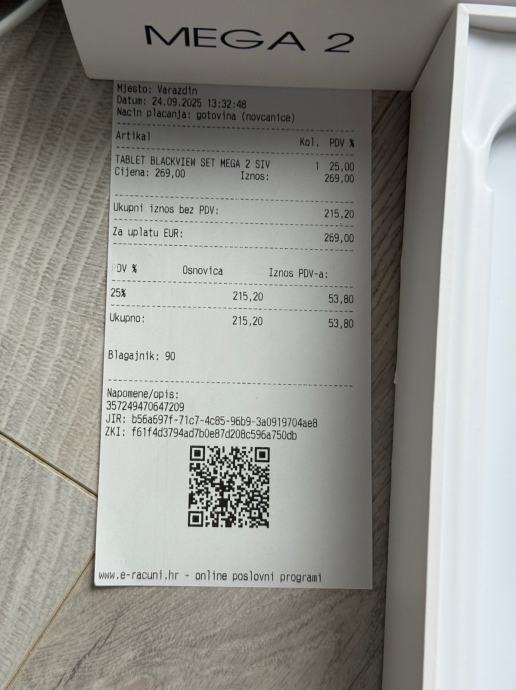 MEGA 2
Mjesto: Varazdin
Datum: 24.09.2025 13:32:48
Nacin placanja: gotovina (novcanice)
Artikal Kol. PDV %
TABLET BLACKVIEW SET MEGA 2 SIV 1 25,00
Cijena: 269,00 Iznos: 269,00
Ukupni iznos bez PDV: 215,20
Za uplatu EUR: 269,00
PDV % Osnovica Iznos PDV-a:
25% 215,20 53,80
Ukupno: 215,20 53,80
Blagajnik: 90
Napomene/opis:
357249470647209
JIR: b56a697f-71c7-4c85-96b9-3a0919704ae8
ZKI: f61f4d3794ad7b0e87d208c596a750db
www.e-racuni.hr - online poslovni programi